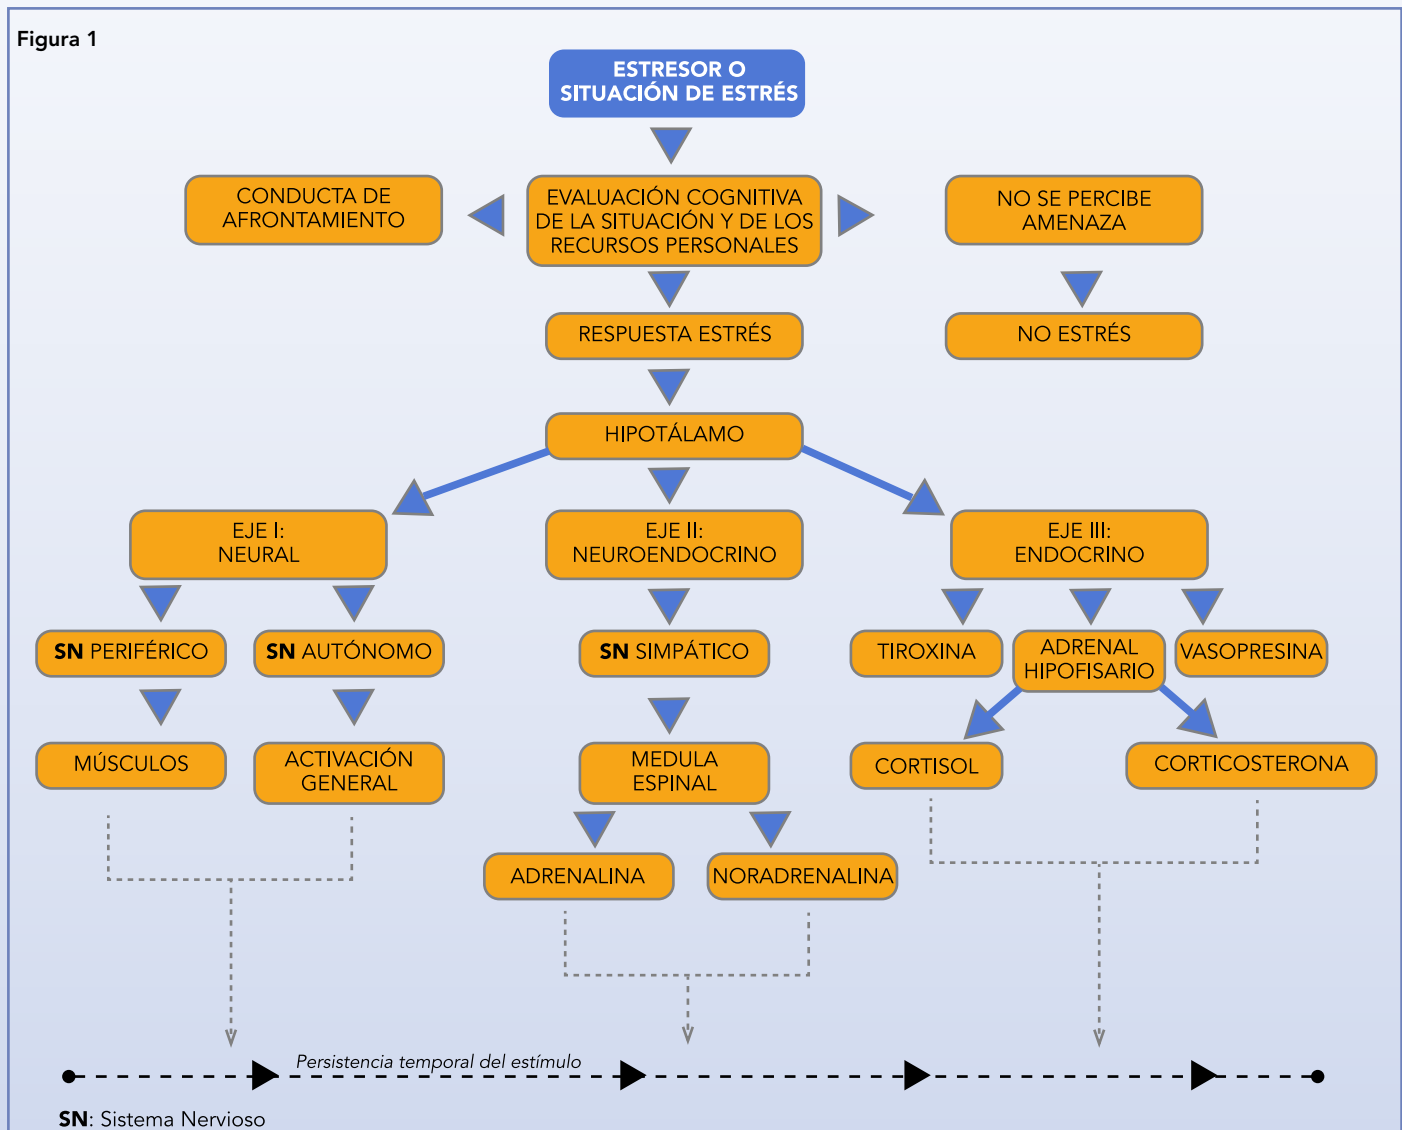 Figura 1
ESTRESOR O
SITUACIÓN DE ESTRÉS
CONDUCTA DE
AFRONTAMIENTO
EVALUACIÓN COGNITIVA
DE LA SITUACIÓN Y DE LOS
RECURSOS PERSONALES
NO SE PERCIBE
AMENAZA
RESPUESTA ESTRÉS
NO ESTRÉS
HIPOTÁLAMO
EJE I:
NEURAL
EJE II:
NEUROENDOCRINO
EJE III:
ENDOCRINO
SN PERIFÉRICO
SN AUTÓNOMO
SN SIMPÁTICO
TIROXINA
ADRENAL
HIPOFISARIO
VASOPRESINA
MÚSCULOS
ACTIVACIÓN
GENERAL
MEDULA
ESPINAL
CORTISOL
CORTICOSTERONA
ADRENALINA
NORADRENALINA
Persistencia temporal del estímulo
SN: Sistema Nervioso